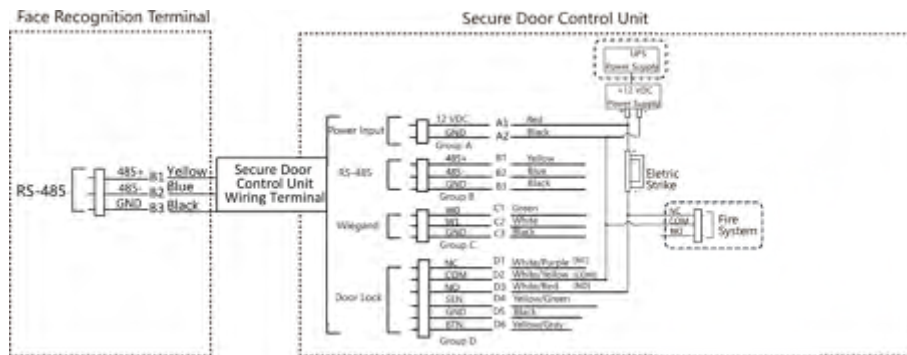 Face Recognition Terminal
Secure Door Control Unit
UPS
Power Supply
+12 VDC
Power Supply
12 VDC A1 Red
Power Input
GND A2 Black
Group A
485+ B1 Yellow
RS-485
485- B2 Blue
GND B3 Black
Group B
485+ B1 Yellow
RS-485
485- B2 Blue
GND B3 Black
Secure Door
Control Unit
Wiring Terminal
Eletric
Strike
W0 C1 Green
Wiegand
W1 C2 White
GND C3 Black
Group C
NC
COM
NO
Fire
System
NC D1 White/Purple (NC)
COM D2 White/Yellow (COM)
NO D3 White/Red (NO)
Door Lock
SEN D4 Yellow/Green
GND D5 Black
BTN D6 Yellow/Gray
Group D